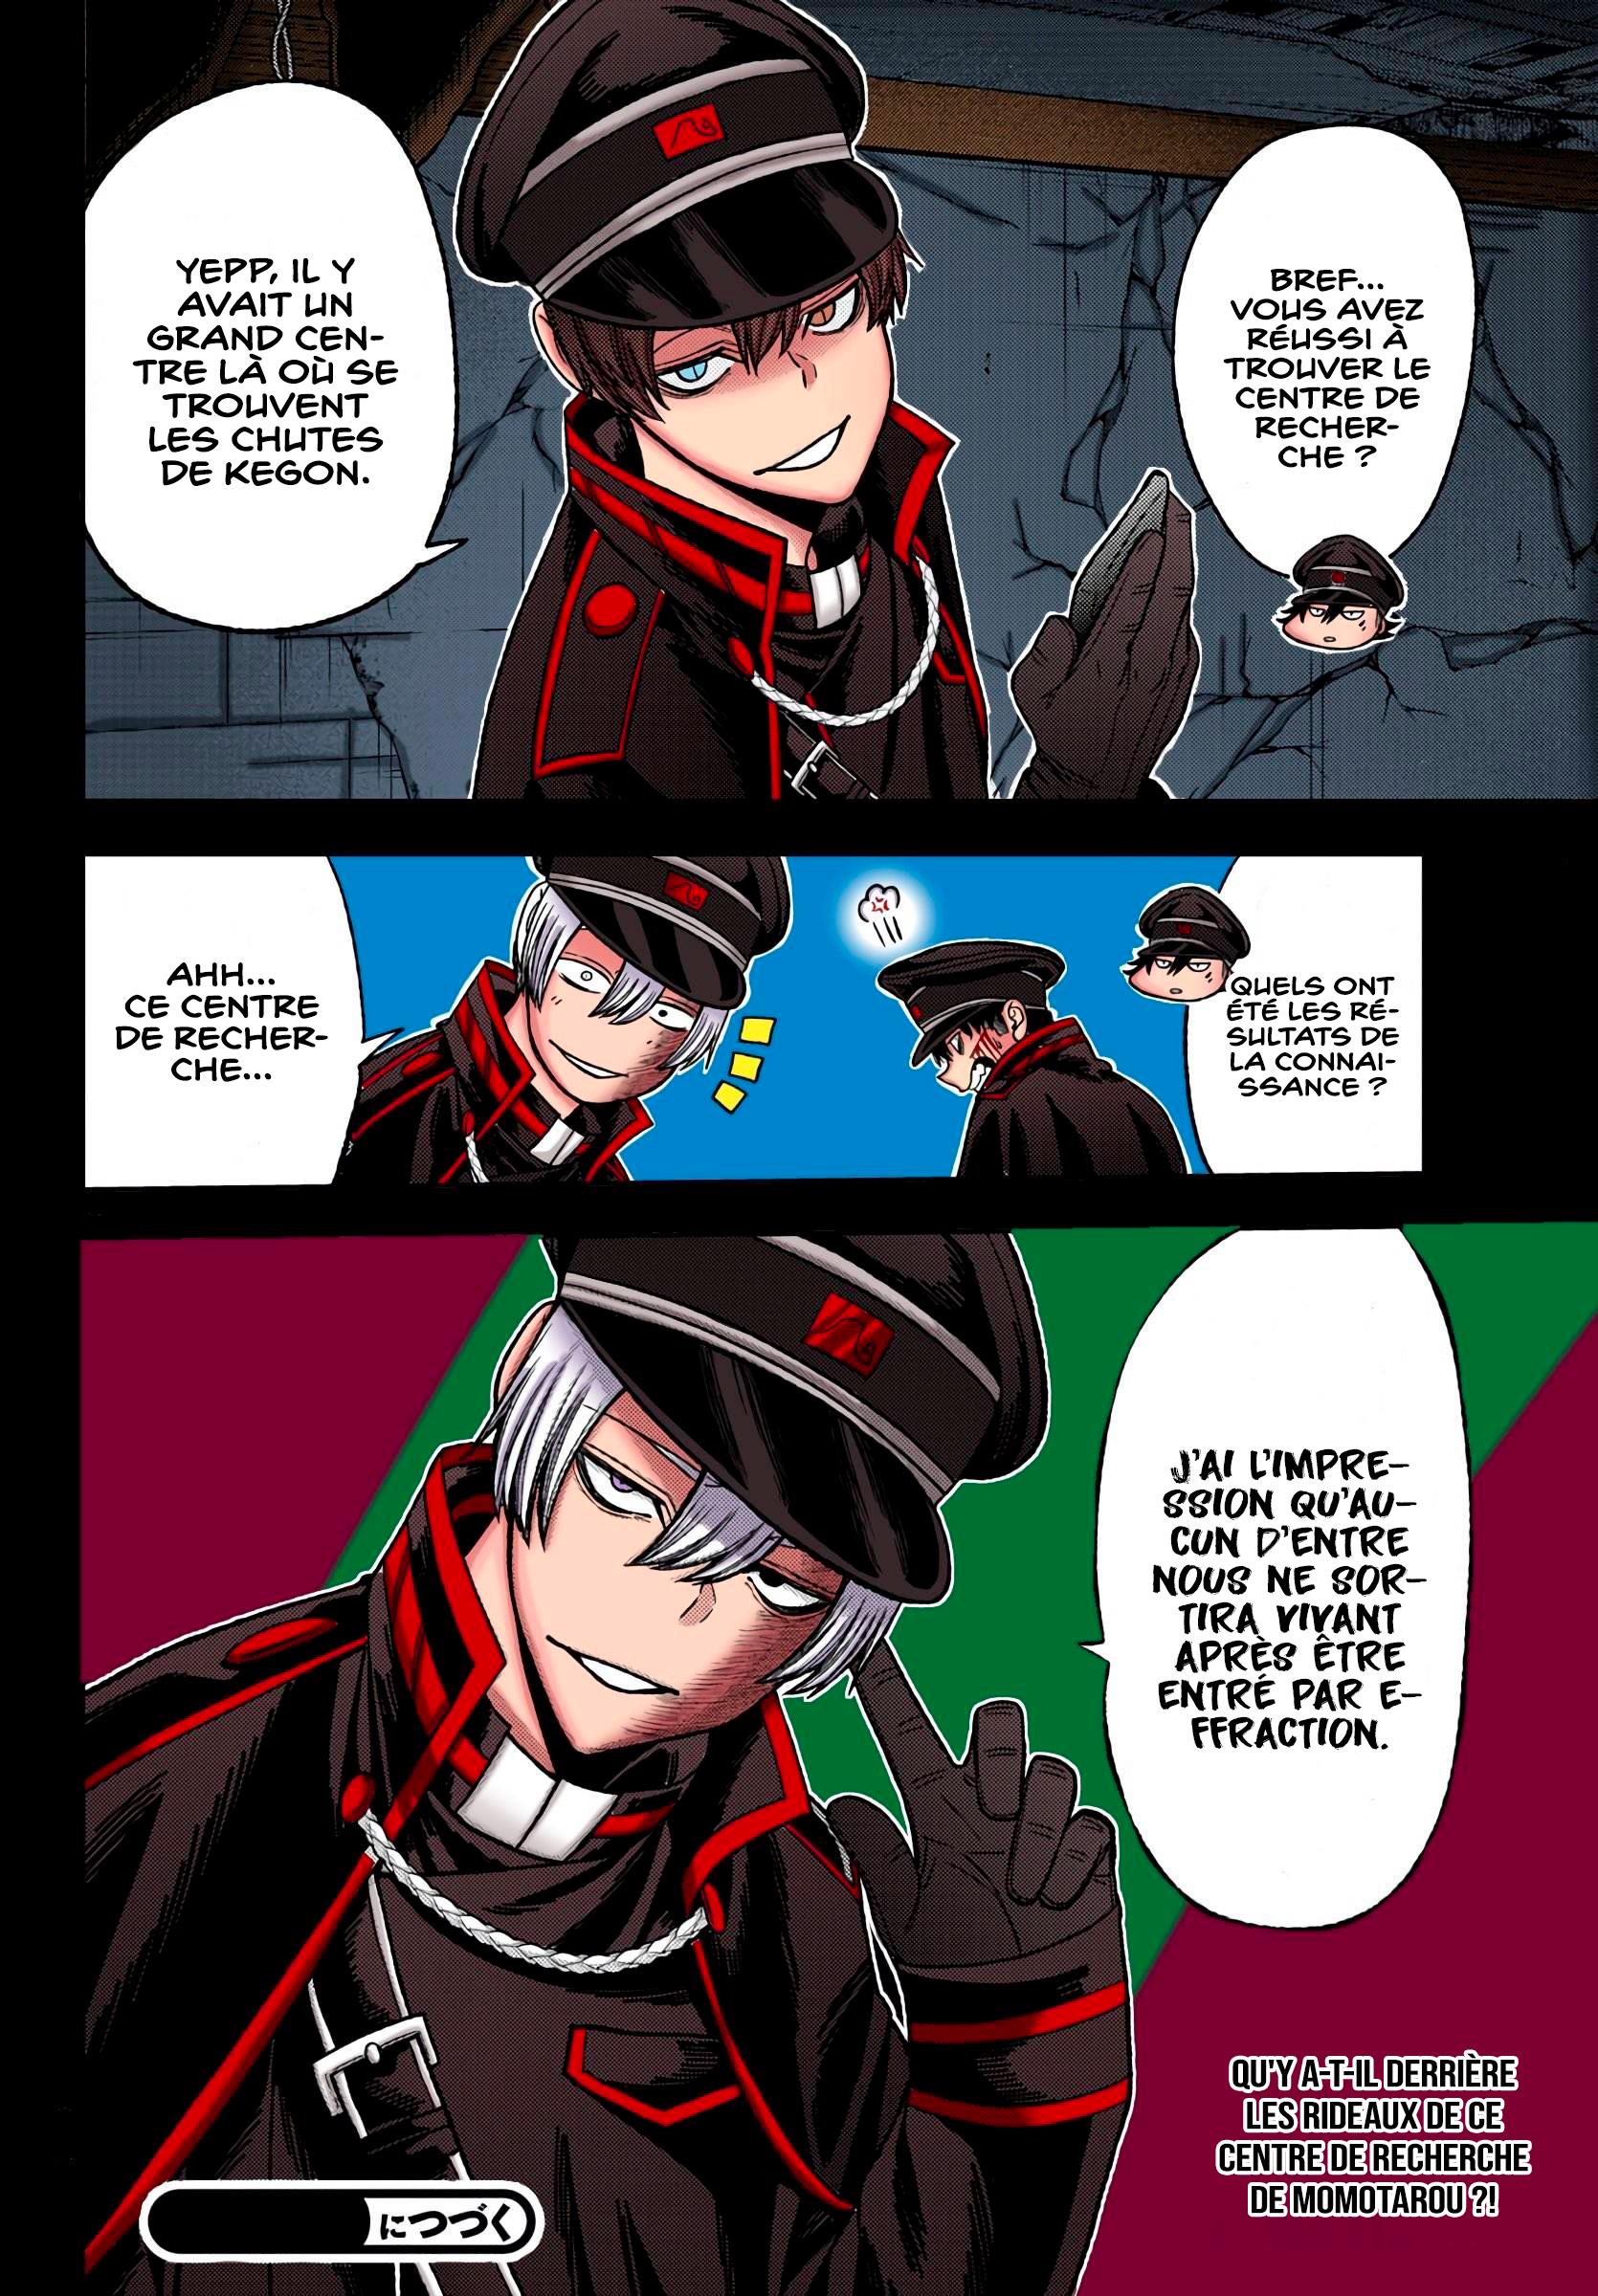 BREF...
VOUS AVEZ
RÉUSSI À
TROUVER LE
CENTRE DE
RECHER-
CHE ?
YEPP, IL Y
AVAIT UN
GRAND CEN-
TRE LÀ OÙ SE
TROUVENT
LES CHUTES
DE KEGON.
QUELS ONT
ÉTÉ LES RÉ-
SULTATS DE
LA CONNAI-
SSANCE ?
AHH...
CE CENTRE
DE RECHER-
CHE...
J'AI L'IMPRE-
SSION QU'AU-
CUN D'ENTRE
NOUS NE SOR-
TIRA VIVANT
APRÈS ÊTRE
ENTRÉ PAR E-
FFRACTION.
QU'Y A-T-IL DERRIÈRE
LES RIDEAUX DE CE
CENTRE DE RECHERCHE
DE MOMOTAROU ?!
につづく